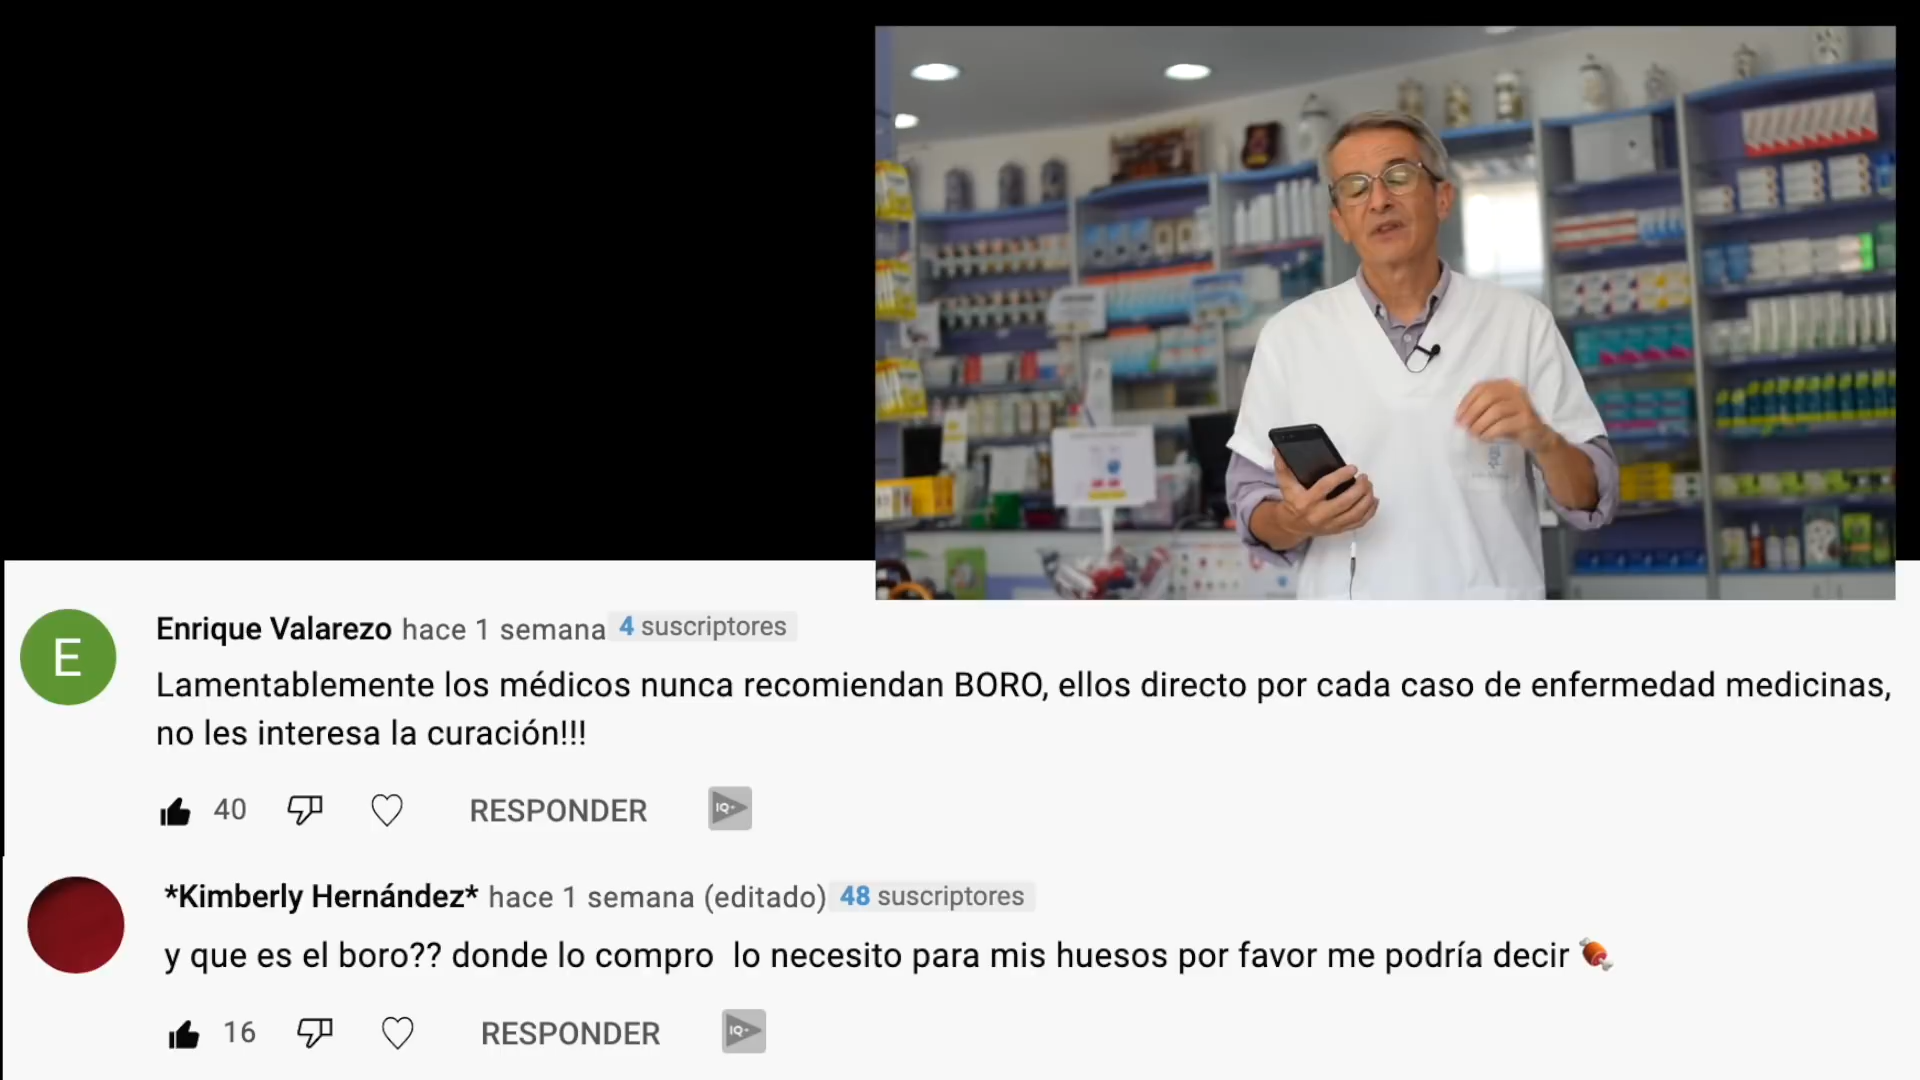 Enrique Valarezo hace 1 semana 4 suscriptores
Lamentablemente los médicos nunca recomiendan BORO, ellos directo por cada caso de enfermedad medicinas,
no les interesa la curación!!!
40 RESPONDER IQ+
*Kimberly Hernández* hace 1 semana (editado) 48 suscriptores
y que es el boro?? donde lo compro lo necesito para mis huesos por favor me podría decir 🍖
16 RESPONDER IQ+